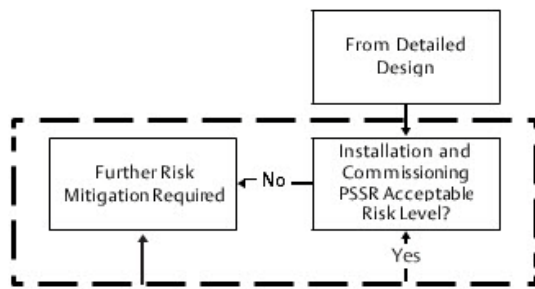 From Detailed
Design
Further Risk
Mitigation Required
No
Installation and
Commissioning
PSSR Acceptable
Risk Level?
Yes